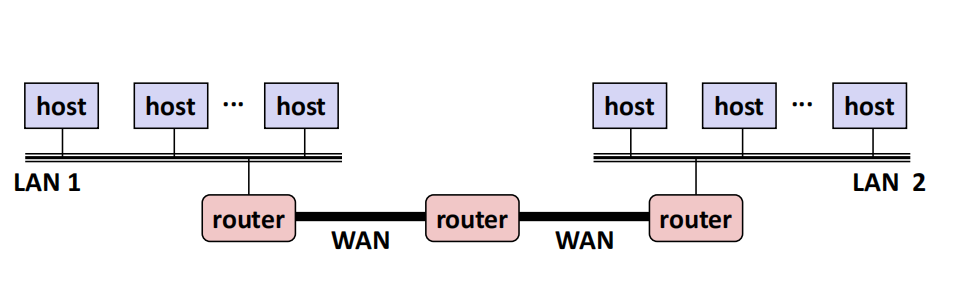 host host ... host host host ... host
LAN 1 LAN 2
router router router
WAN WAN